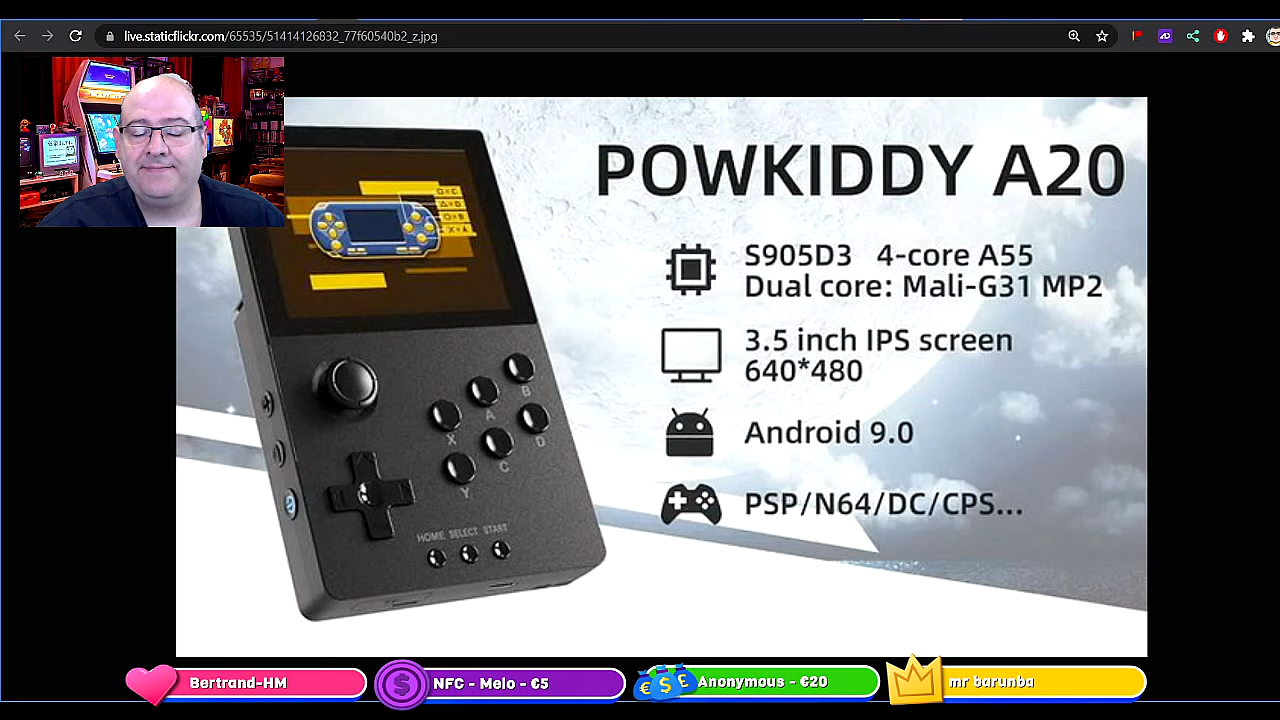 live.staticflickr.com/65535/51414126832_77f60540b2_z.jpg
POWKIDDY A20
S905D3 4-core A55
Dual core: Mali-G31 MP2
3.5 inch IPS screen
640*480
Android 9.0
PSP/N64/DC/CPS...
B
A
X
D
C
Y
HOME SELECT START
Bertrand-HM
NFC - Melo - €5
Anonymous - €20
mr barunba